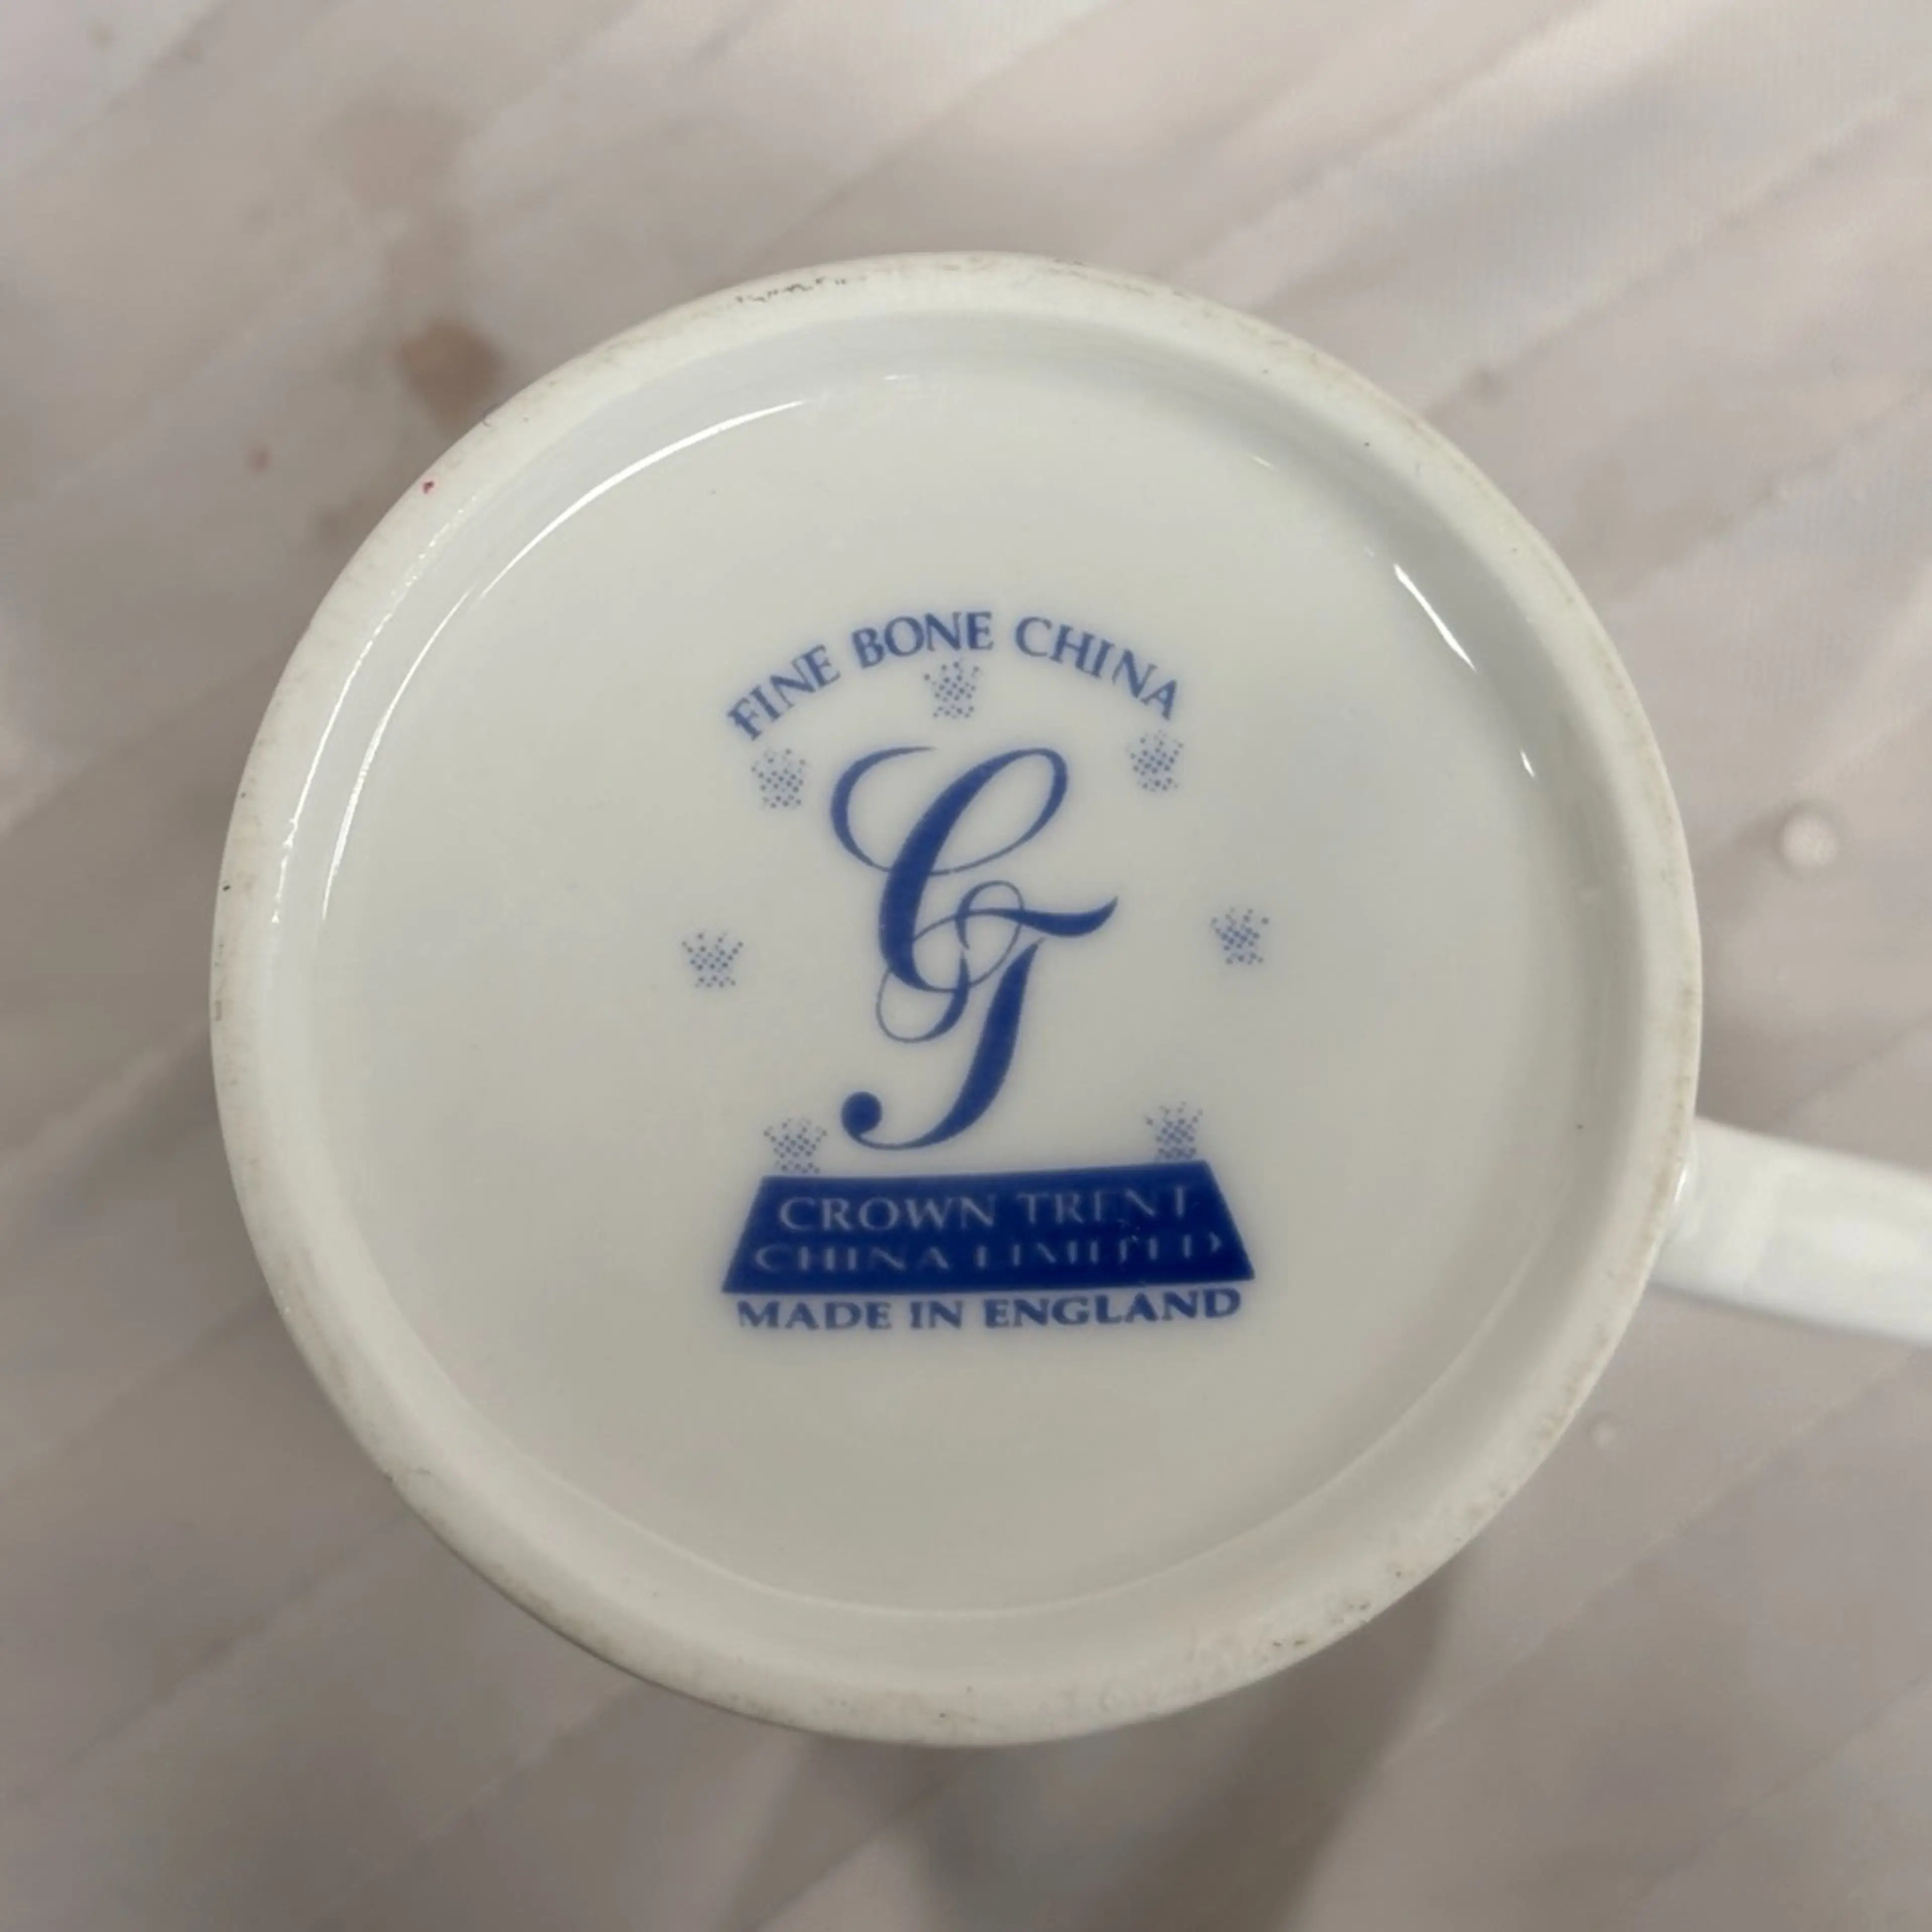 FINE BONE CHINA
CT
CROWN TRENT
CHINA LIMITED
MADE IN ENGLAND